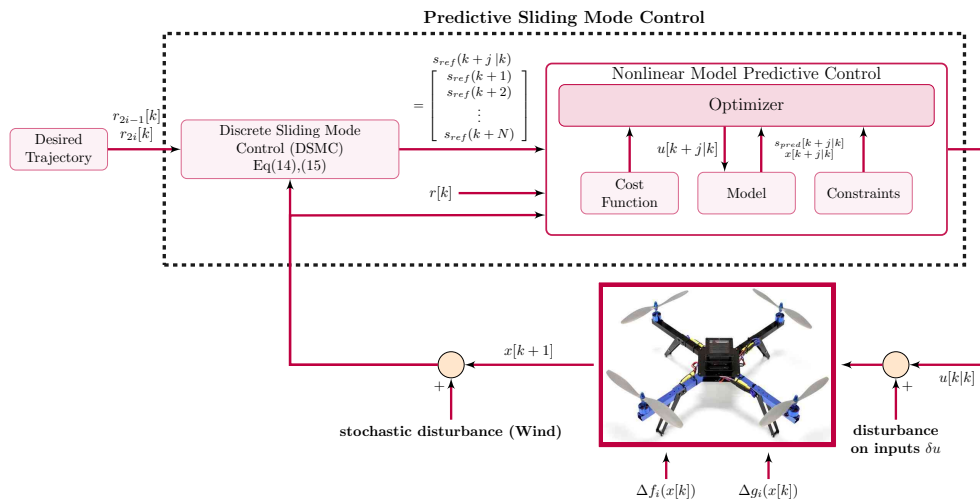 Predictive Sliding Mode Control
s_{ref}(k+j|k)
= [ s_{ref}(k+1)
s_{ref}(k+2)
⋮
s_{ref}(k+N) ]
Nonlinear Model Predictive Control
Optimizer
r_{2i-1}[k]
r_{2i}[k]
Desired
Trajectory
Discrete Sliding Mode
Control (DSMC)
Eq(14),(15)
u[k+j|k]
s_{pred}[k+j|k]
x[k+j|k]
r[k]
Cost
Function
Model
Constraints
x[k+1]
+
stochastic disturbance (Wind)
+
u[k|k]
disturbance
on inputs δu
Δf_i(x[k])
Δg_i(x[k])